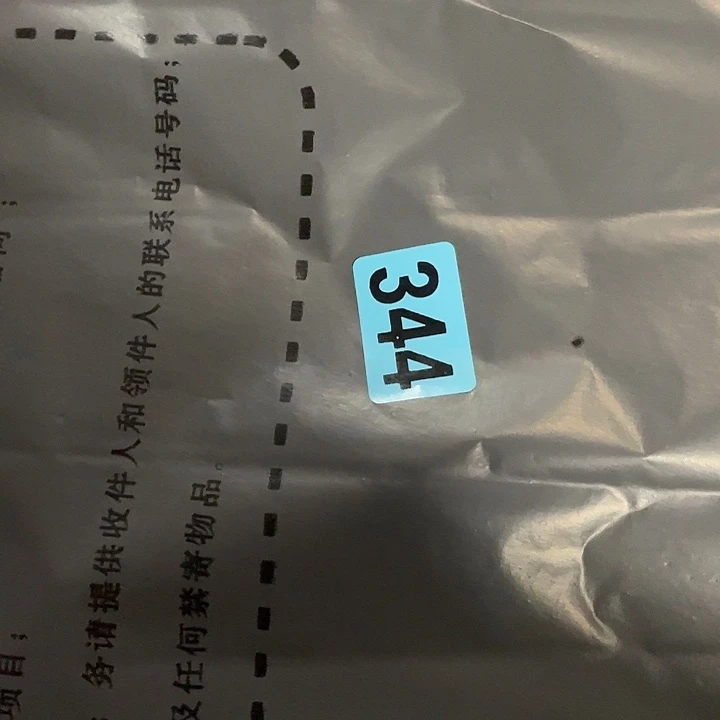 项目；
务请提供收件人和领件人的联系电话号码；
及任何禁寄物品。
344